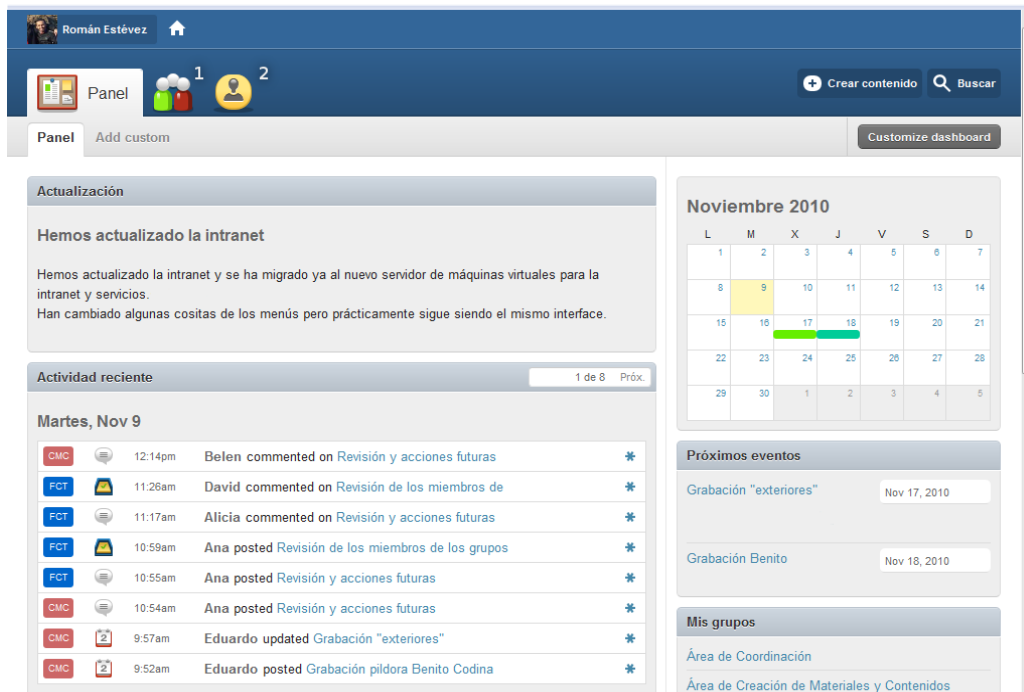 Román Estévez
Panel 1 2
Crear contenido Buscar
Panel Add custom
Customize dashboard
Actualización
Hemos actualizado la intranet
Hemos actualizado la intranet y se ha migrado ya al nuevo servidor de máquinas virtuales para la
intranet y servicios.
Han cambiado algunas cositas de los menús pero prácticamente sigue siendo el mismo interface.
Actividad reciente 1 de 8 Próx.
Martes, Nov 9
CMC 12:14pm Belen commented on Revisión y acciones futuras
FCT 11:26am David commented on Revisión de los miembros de
FCT 11:17am Alicia commented on Revisión y acciones futuras
FCT 10:59am Ana posted Revisión de los miembros de los grupos
FCT 10:55am Ana posted Revisión y acciones futuras
CMC 10:54am Ana posted Revisión y acciones futuras
CMC 2 9:57am Eduardo updated Grabación "exteriores"
CMC 2 9:52am Eduardo posted Grabación pildora Benito Codina
Noviembre 2010
L M X J V S D
1 2 3 4 5 6 7
8 9 10 11 12 13 14
15 16 17 18 19 20 21
22 23 24 25 26 27 28
29 30 1 2 3 4 5
Próximos eventos
Grabación "exteriores" Nov 17, 2010
Grabación Benito Nov 18, 2010
Mis grupos
Área de Coordinación
Área de Creación de Materiales y Contenidos